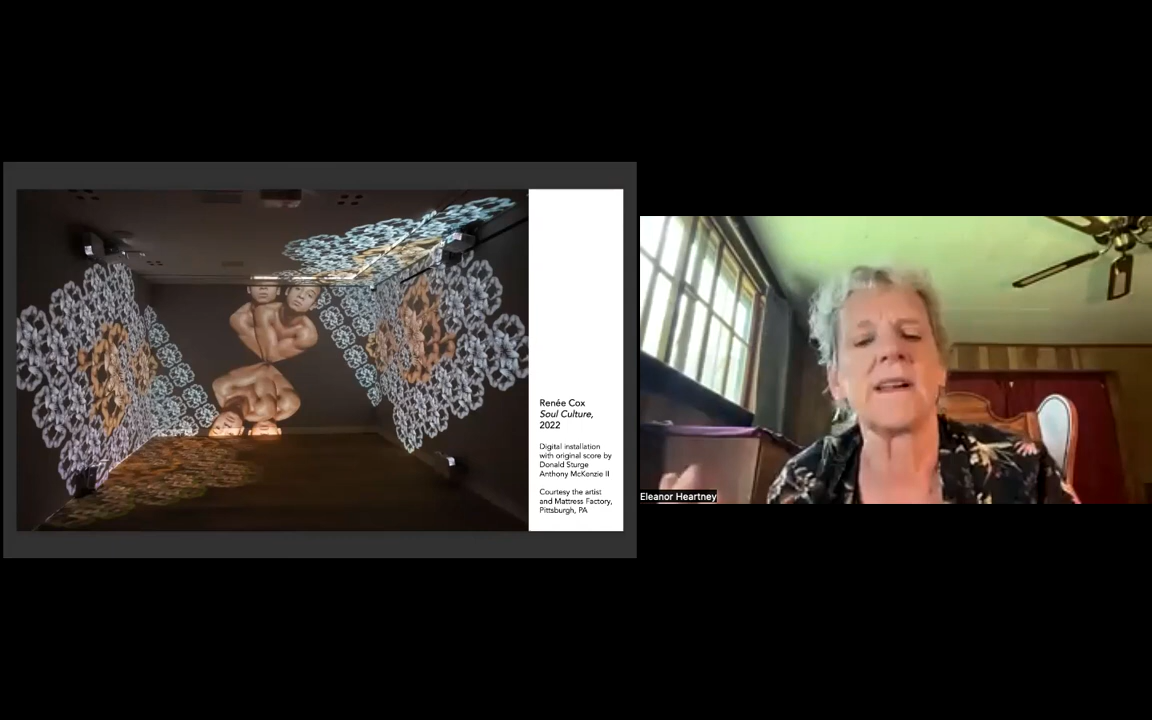 Renée Cox
Soul Culture,
2022
Digital installation
with original score by
Donald Sturge
Anthony McKenzie II
Courtesy the artist
and Mattress Factory,
Pittsburgh, PA
Eleanor Heartney